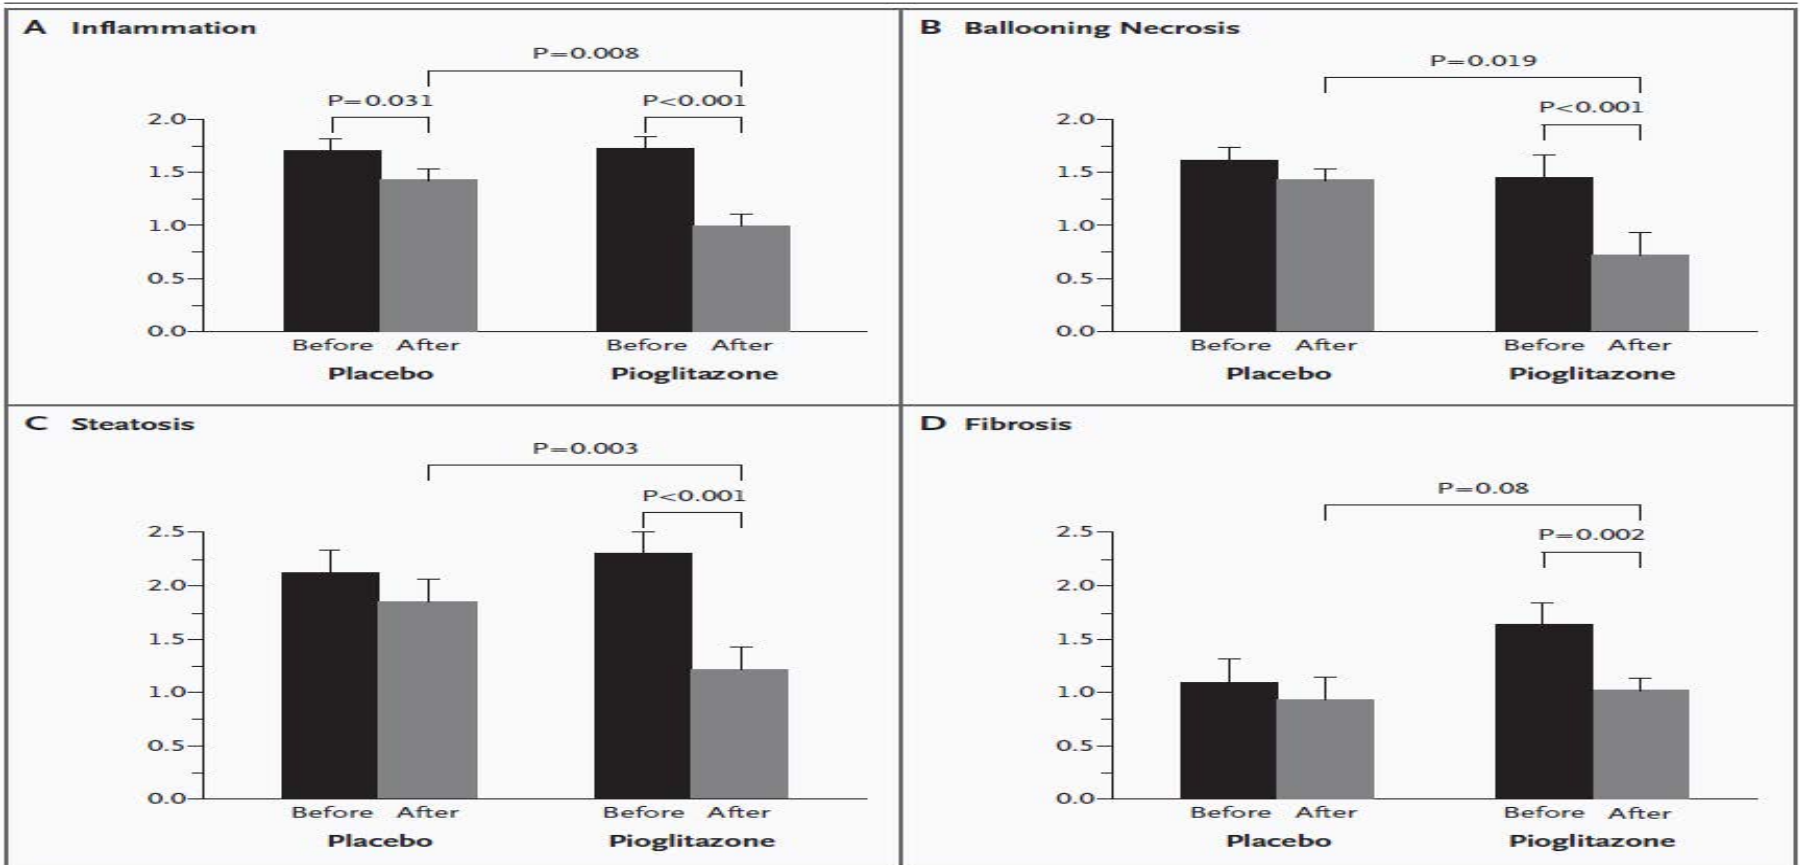 A Inflammation
P=0.008
P=0.031 P<0.001
2.0
1.5
1.0
0.5
0.0
Before After Before After
Placebo Pioglitazone
B Ballooning Necrosis
P=0.019
P<0.001
2.0
1.5
1.0
0.5
0.0
Before After Before After
Placebo Pioglitazone
C Steatosis
P=0.003
P<0.001
2.5
2.0
1.5
1.0
0.5
0.0
Before After Before After
Placebo Pioglitazone
D Fibrosis
P=0.08
P=0.002
2.5
2.0
1.5
1.0
0.5
0.0
Before After Before After
Placebo Pioglitazone